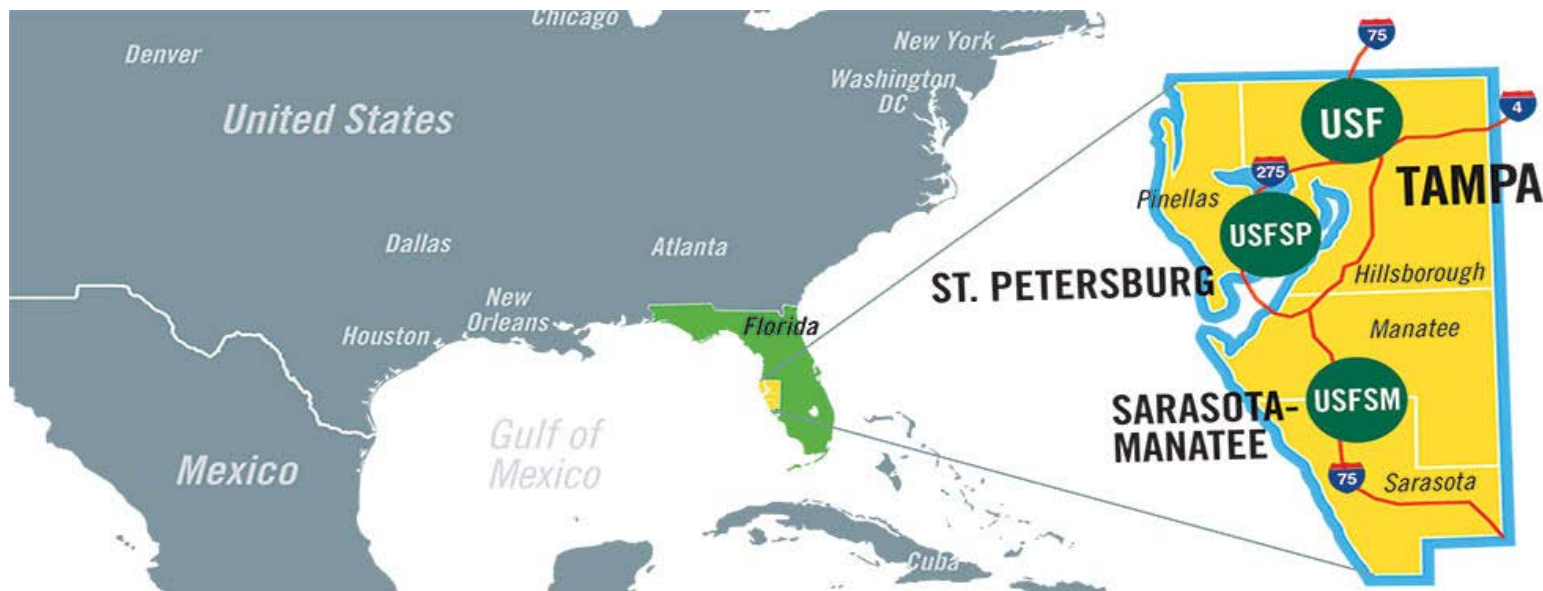 Chicago
Denver
New York
Washington
DC
United States
Dallas
Atlanta
New
Orleans
Houston
Florida
Gulf of
Mexico
Mexico
Cuba
75
4
USF
275
TAMPA
Pinellas
USFSP
ST. PETERSBURG
Hillsborough
Manatee
USFSM
SARASOTA-
MANATEE
75
Sarasota